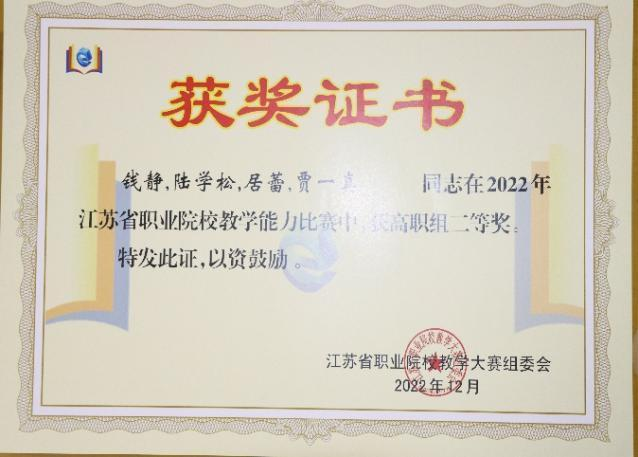 获奖证书
钱静,陆学松,居蕾,贾一真 同志在2022年
江苏省职业院校教学能力比赛中,获高职组二等奖。
特发此证,以资鼓励。
江苏省职业院校教学大赛组委会
2022年12月